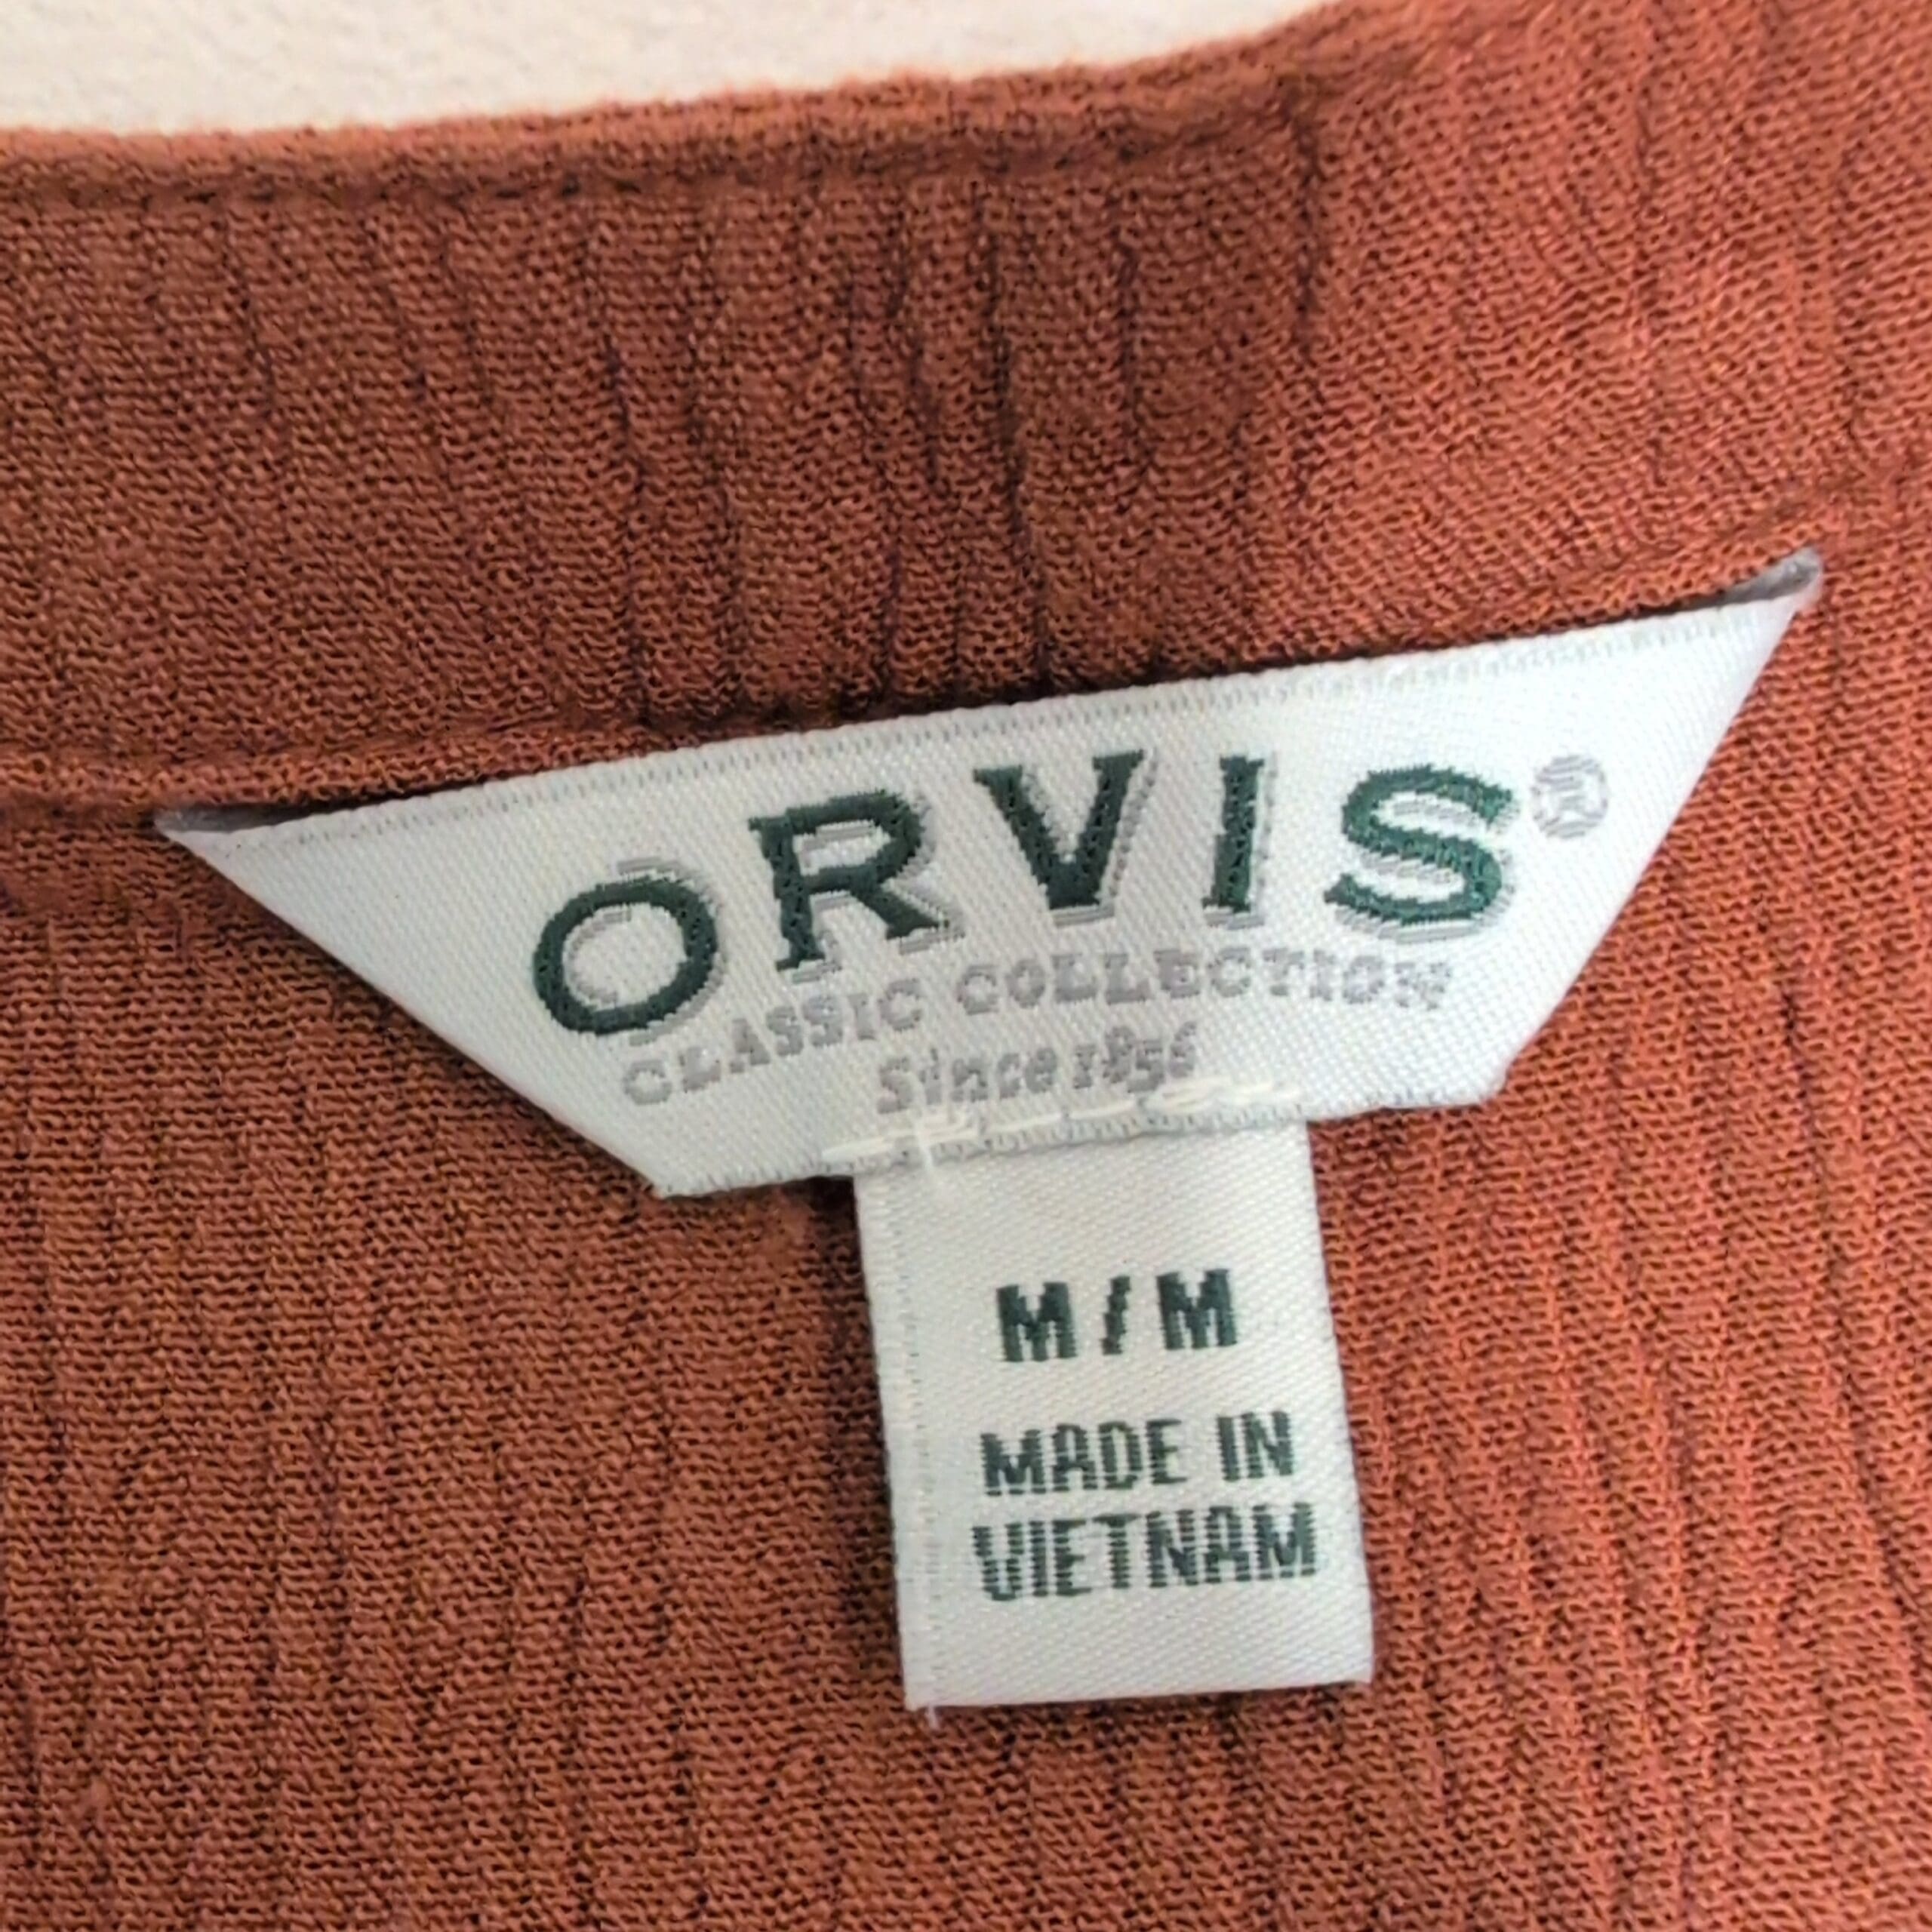 ORVIS®
CLASSIC COLLECTION
Since 1856
M/M
MADE IN
VIETNAM